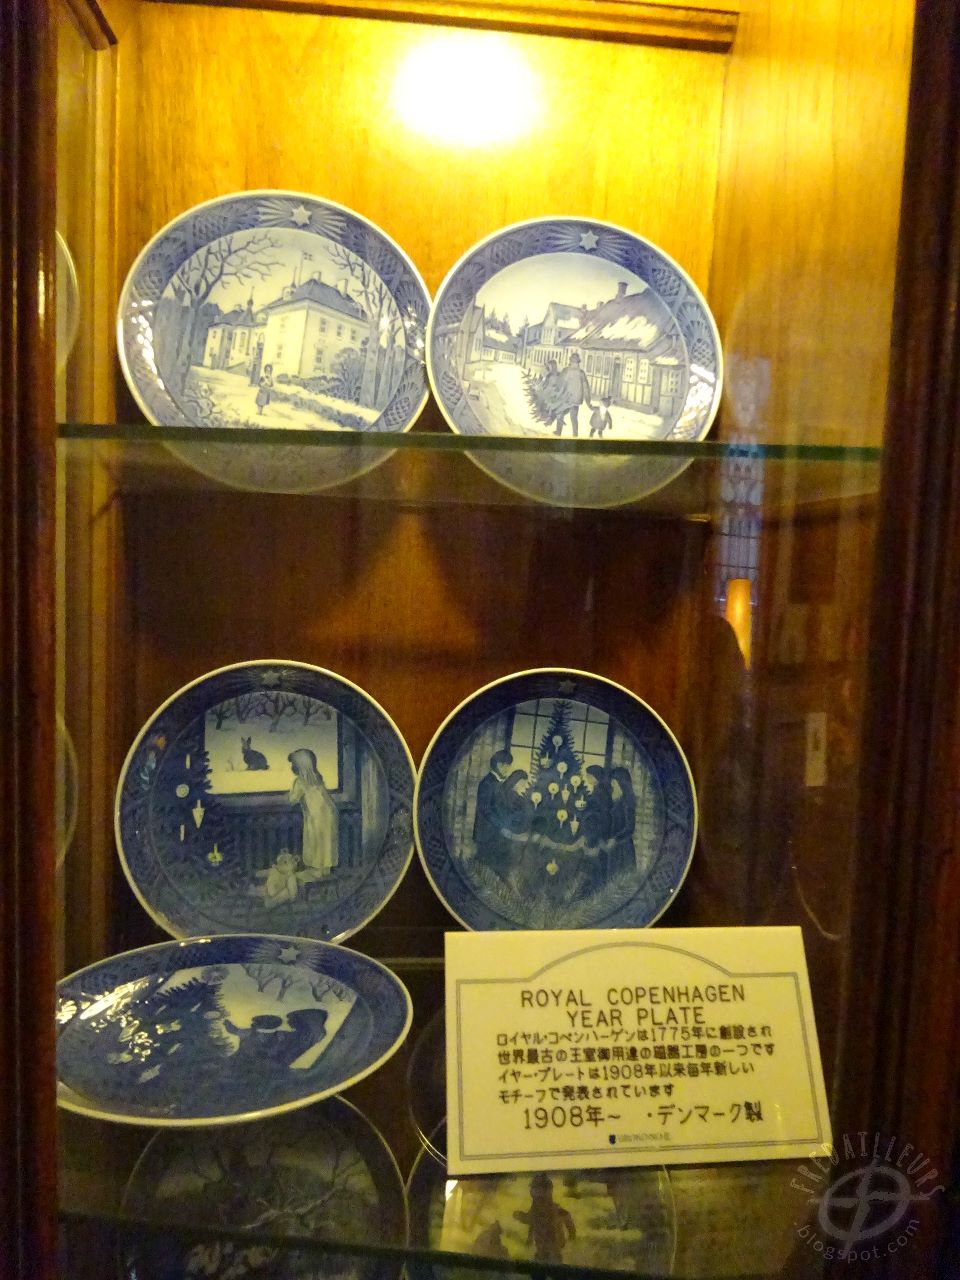 ROYAL COPENHAGEN
YEAR PLATE
ロイヤル・コペンハーゲンは1775年に創設され
世界最古の王室御用達の磁器工房の一つです
イヤー・プレートは1908年以来毎年新しい
モチーフで発表されています
1908年~ ・デンマーク製
FREDAILLEURS
.blogspot.com